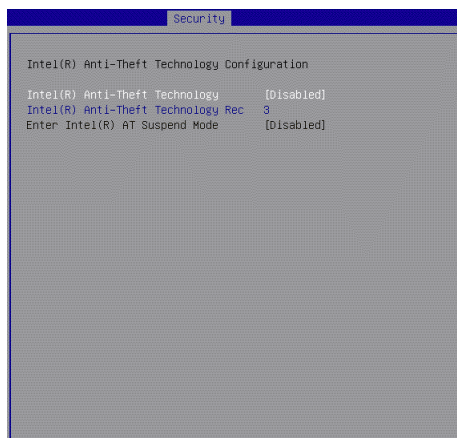 Security
Intel(R) Anti-Theft Technology Configuration
Intel(R) Anti-Theft Technology [Disabled]
Intel(R) Anti-Theft Technology Rec 3
Enter Intel(R) AT Suspend Mode [Disabled]